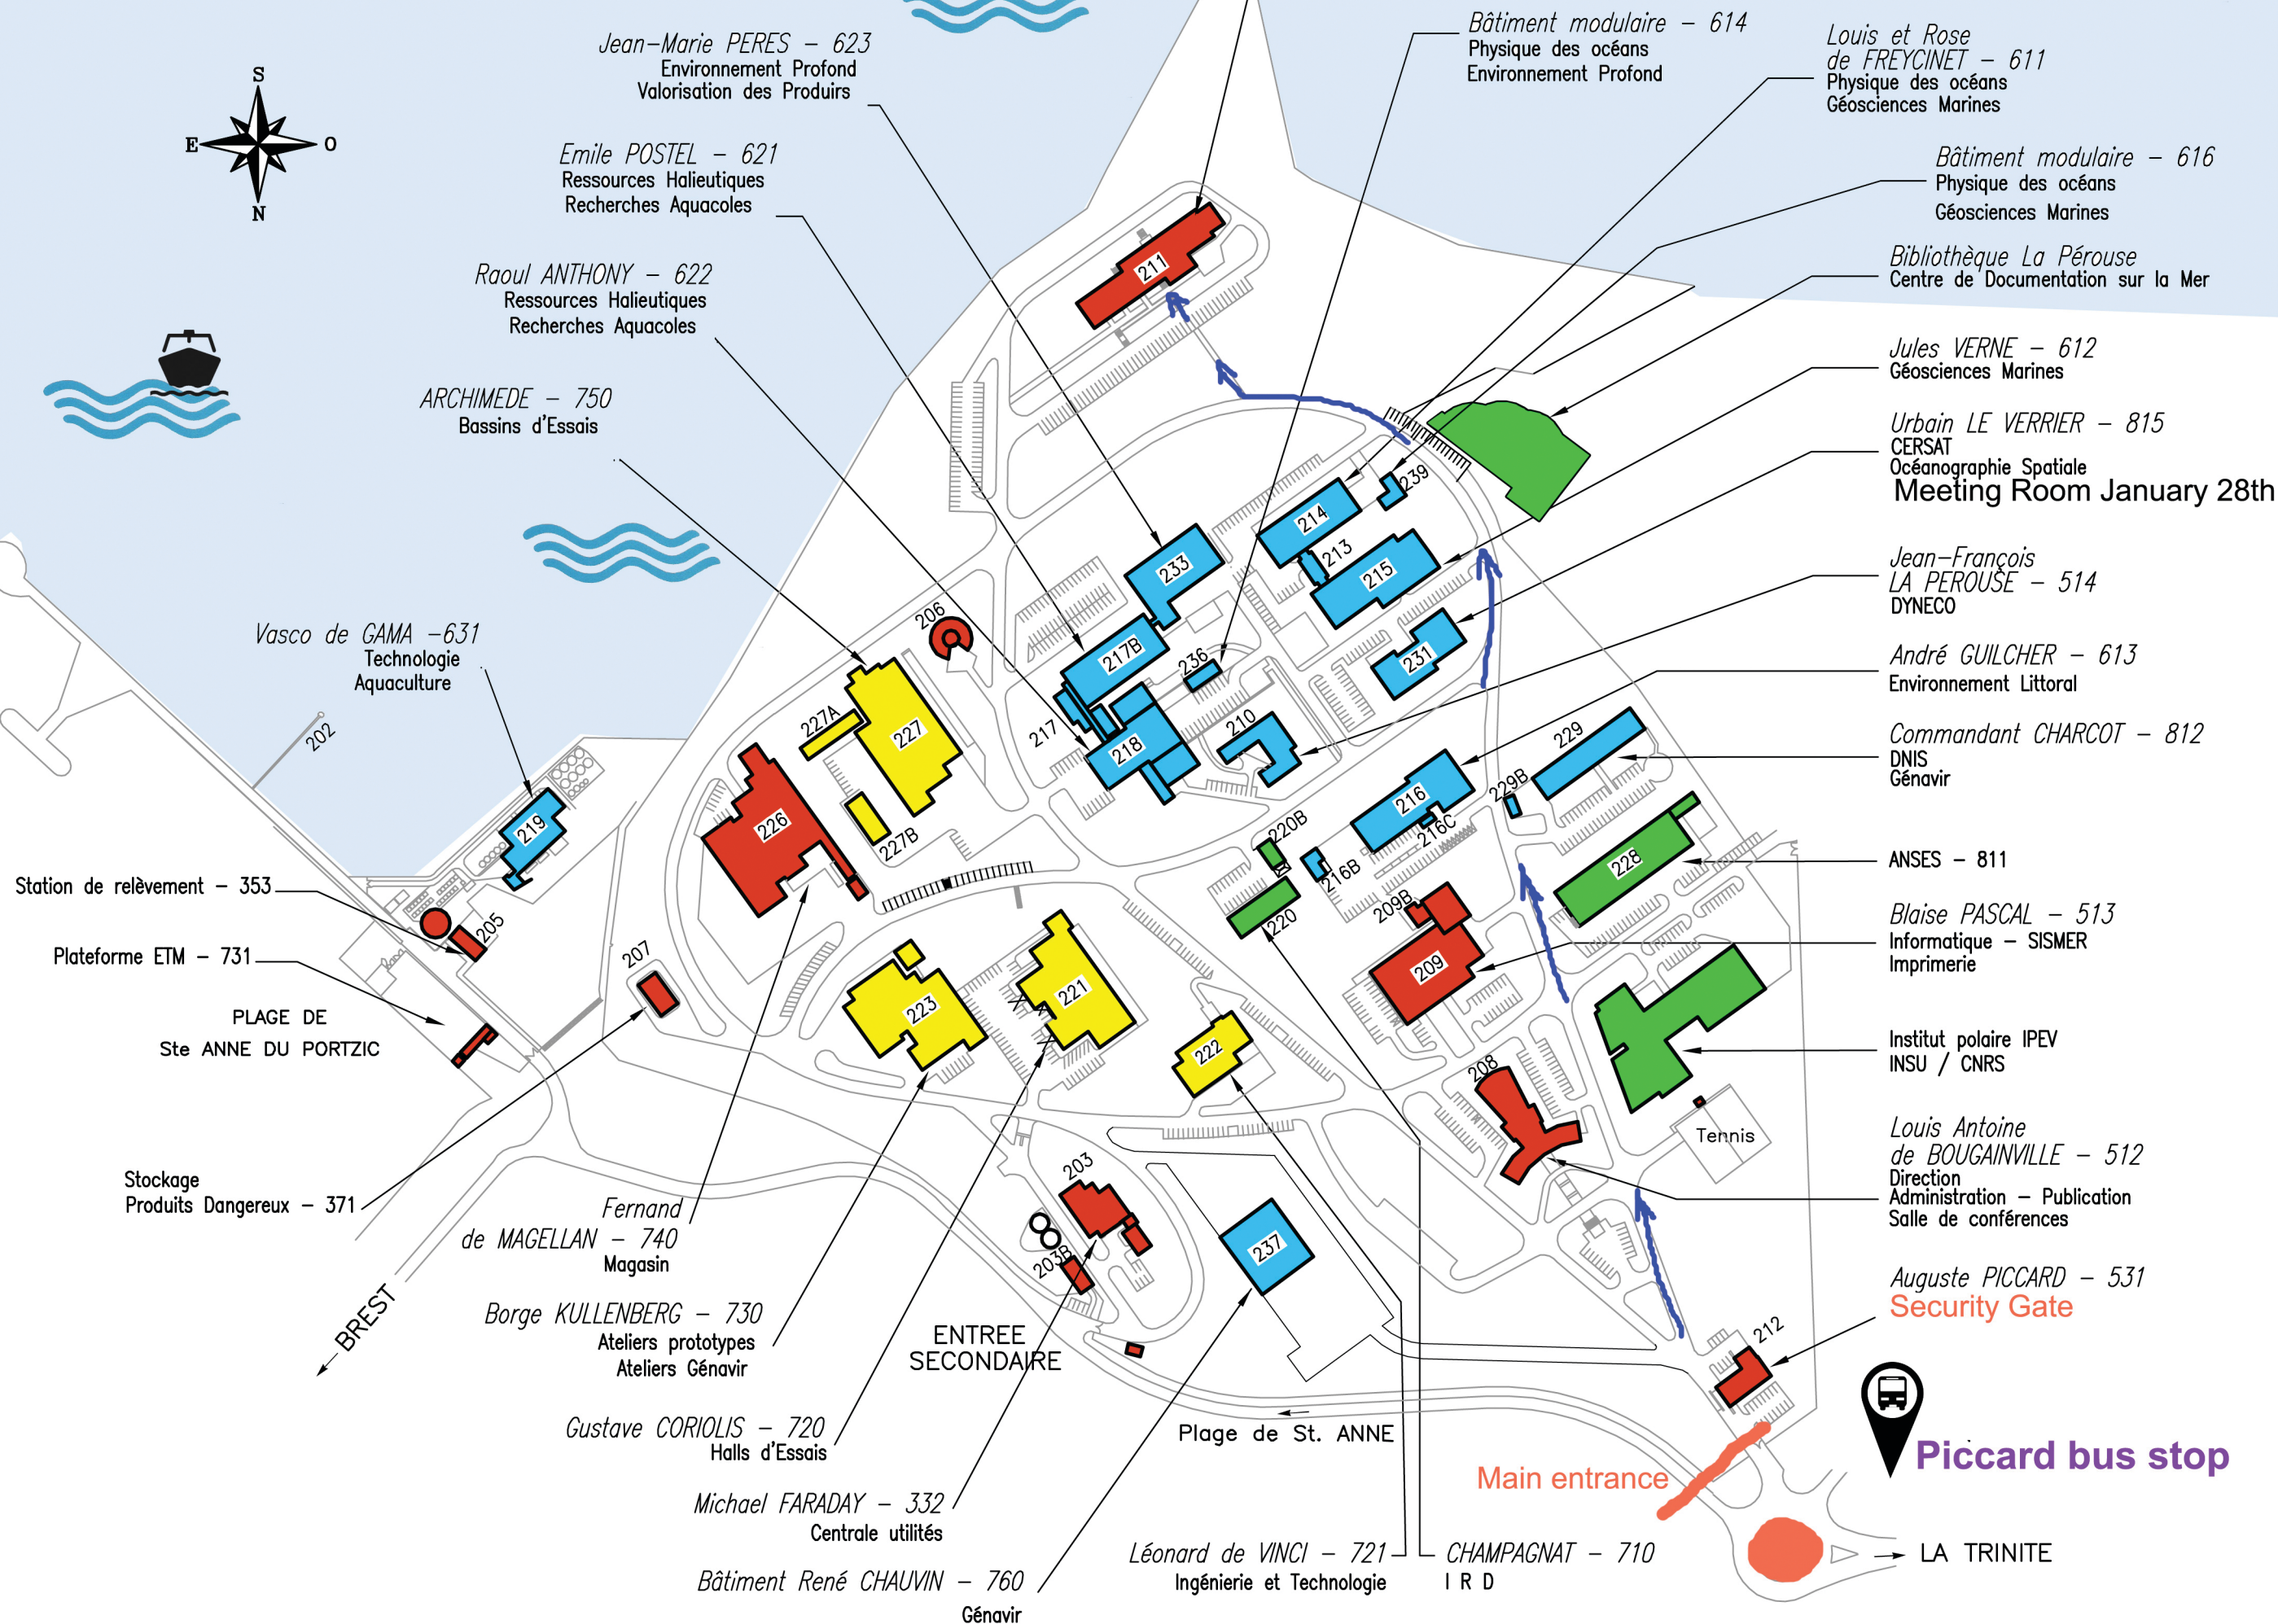 S
E
O
N
Jean-Marie PERES - 623
Environnement Profond
Valorisation des Produirs
Emile POSTEL - 621
Ressources Halieutiques
Recherches Aquacoles
Raoul ANTHONY - 622
Ressources Halieutiques
Recherches Aquacoles
ARCHIMEDE - 750
Bassins d'Essais
Vasco de GAMA -631
Technologie
Aquaculture
Bâtiment modulaire - 614
Physique des océans
Environnement Profond
Louis et Rose
de FREYCINET - 611
Physique des océans
Géosciences Marines
Bâtiment modulaire - 616
Physique des océans
Géosciences Marines
Bibliothèque La Pérouse
Centre de Documentation sur la Mer
Jules VERNE - 612
Géosciences Marines
Urbain LE VERRIER - 815
CERSAT
Océanographie Spatiale
Meeting Room January 28th
Jean-François
LA PEROUSE - 514
DYNECO
André GUILCHER - 613
Environnement Littoral
Commandant CHARCOT - 812
DNIS
Génavir
ANSES - 811
Blaise PASCAL - 513
Informatique - SISMER
Imprimerie
Institut polaire IPEV
INSU / CNRS
Louis Antoine
de BOUGAINVILLE - 512
Direction
Administration - Publication
Salle de conférences
Auguste PICCARD - 531
Security Gate
Piccard bus stop
Main entrance
LA TRINITE
211
239
214
213
215
233
231
206
217B
236
217
218
210
227A
227
227B
226
229
229B
216
216C
216B
220B
220
228
209B
209
208
Tennis
202
219
205
207
223
221
222
203
203B
237
212
Station de relèvement - 353
Plateforme ETM - 731
PLAGE DE
Ste ANNE DU PORTZIC
Stockage
Produits Dangereux - 371
BREST
Fernand
de MAGELLAN - 740
Magasin
Borge KULLENBERG - 730
Ateliers prototypes
Ateliers Génavir
Gustave CORIOLIS - 720
Halls d'Essais
Michael FARADAY - 332
Centrale utilités
Bâtiment René CHAUVIN - 760
Génavir
ENTREE
SECONDAIRE
Plage de St. ANNE
Léonard de VINCI - 721
Ingénierie et Technologie
CHAMPAGNAT - 710
I R D